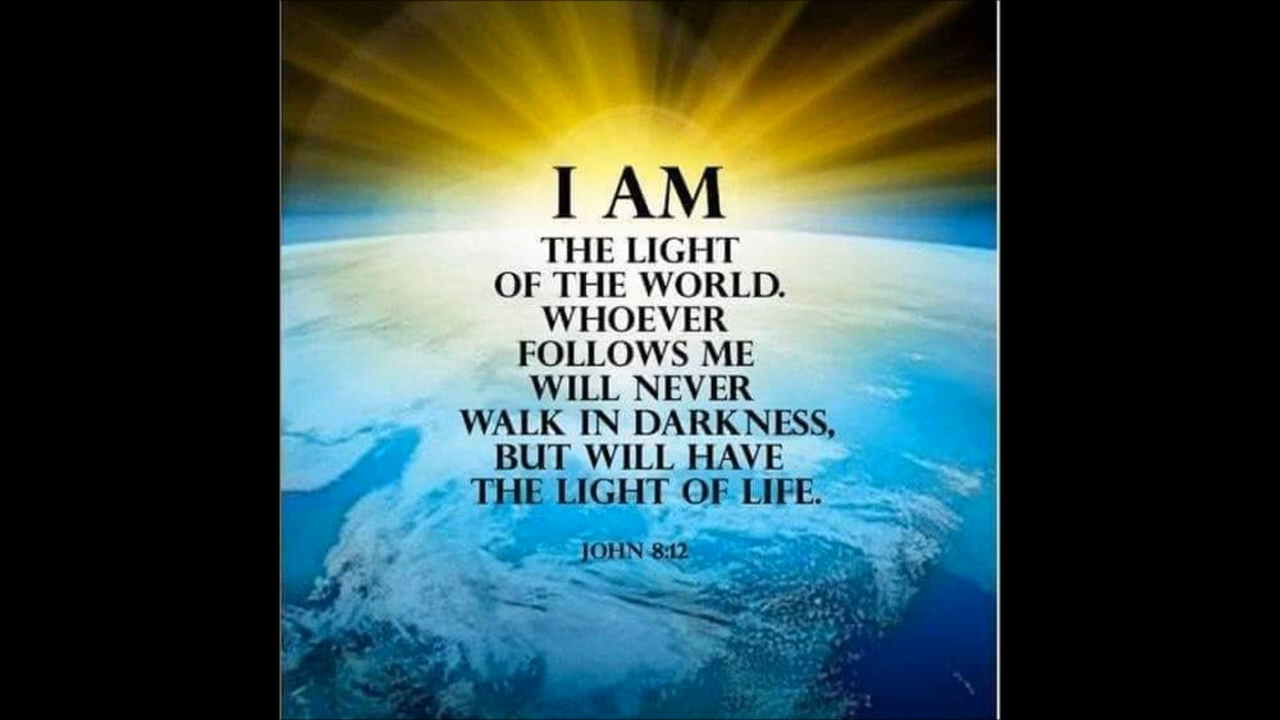 I AM
THE LIGHT
OF THE WORLD.
WHOEVER
FOLLOWS ME
WILL NEVER
WALK IN DARKNESS,
BUT WILL HAVE
THE LIGHT OF LIFE.
JOHN 8:12